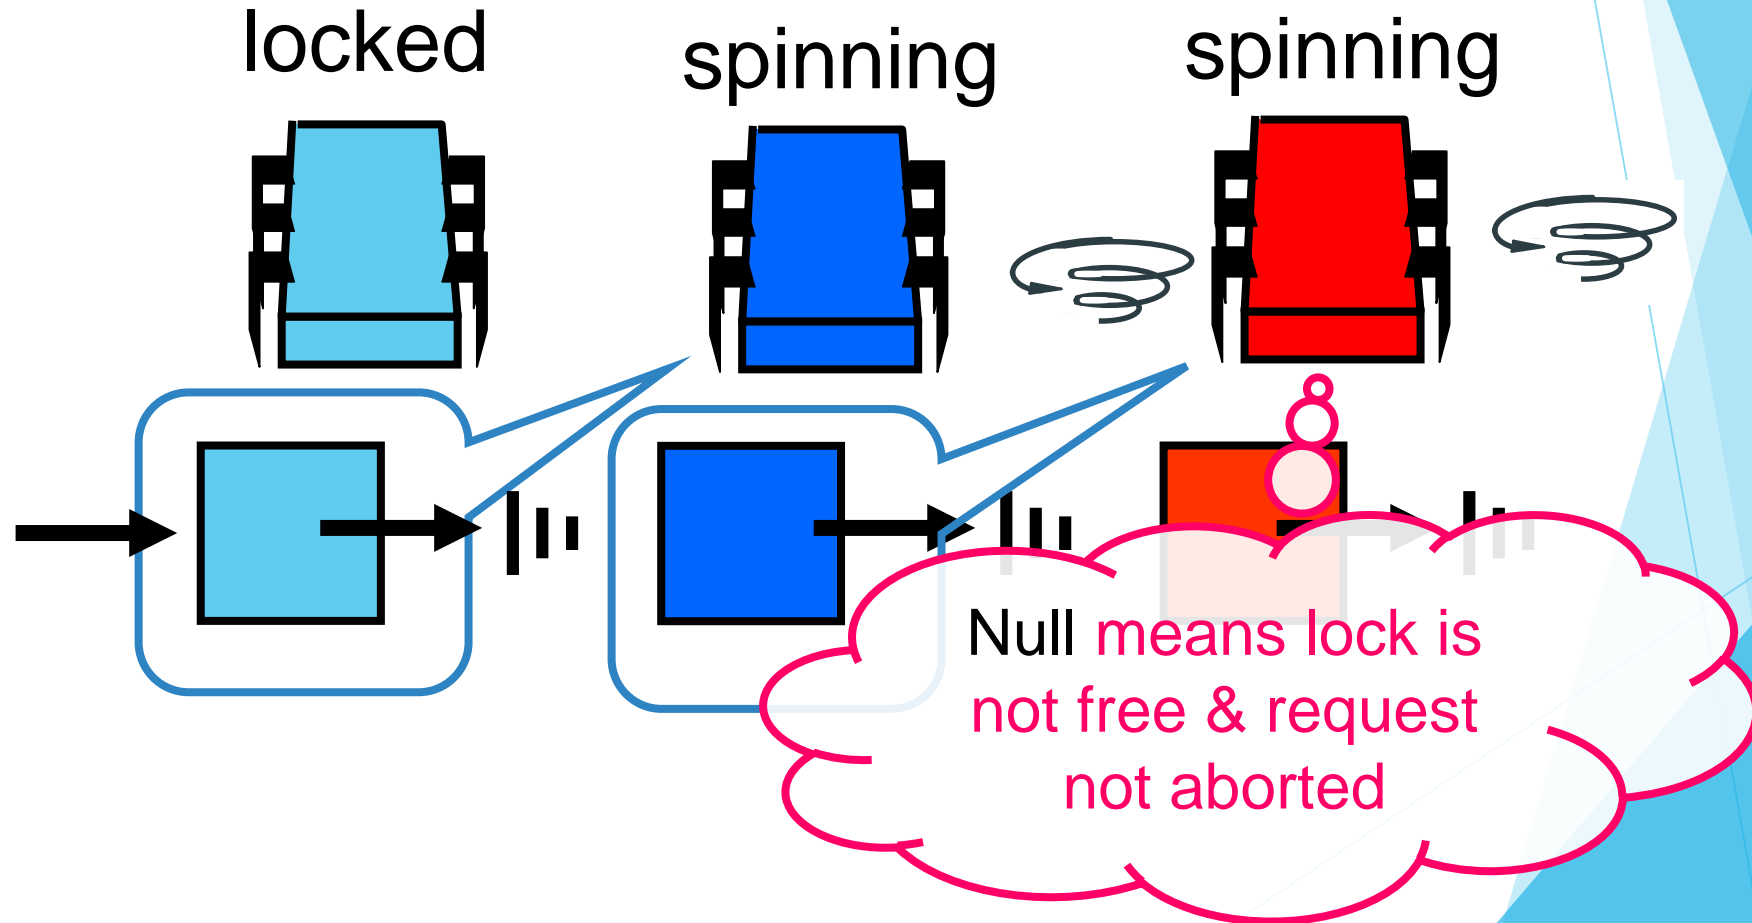 locked
spinning
spinning
Null means lock is
not free & request
not aborted